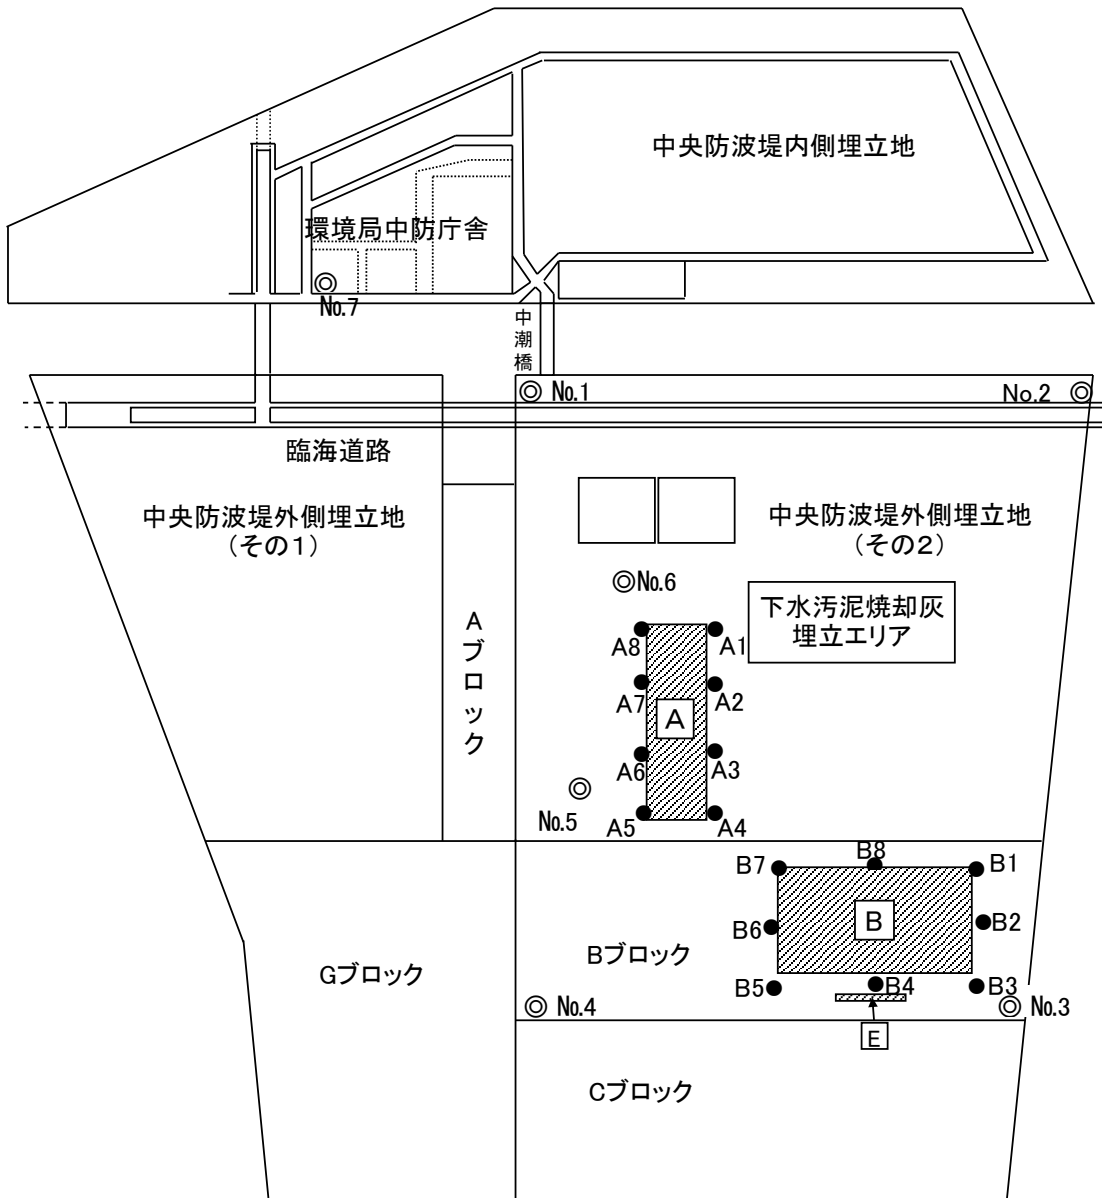 中央防波堤内側埋立地
環境局中防庁舎
No.7
中潮橋
No.1
No.2
臨海道路
中央防波堤外側埋立地
(その1)
中央防波堤外側埋立地
(その2)
No.6
下水汚泥焼却灰
埋立エリア
Aブロック
A8
A1
A7
A2
A
A6
A3
No.5
A5
A4
B7
B8
B1
B
B6
B2
Gブロック
Bブロック
B5
B4
B3
No.4
No.3
E
Cブロック